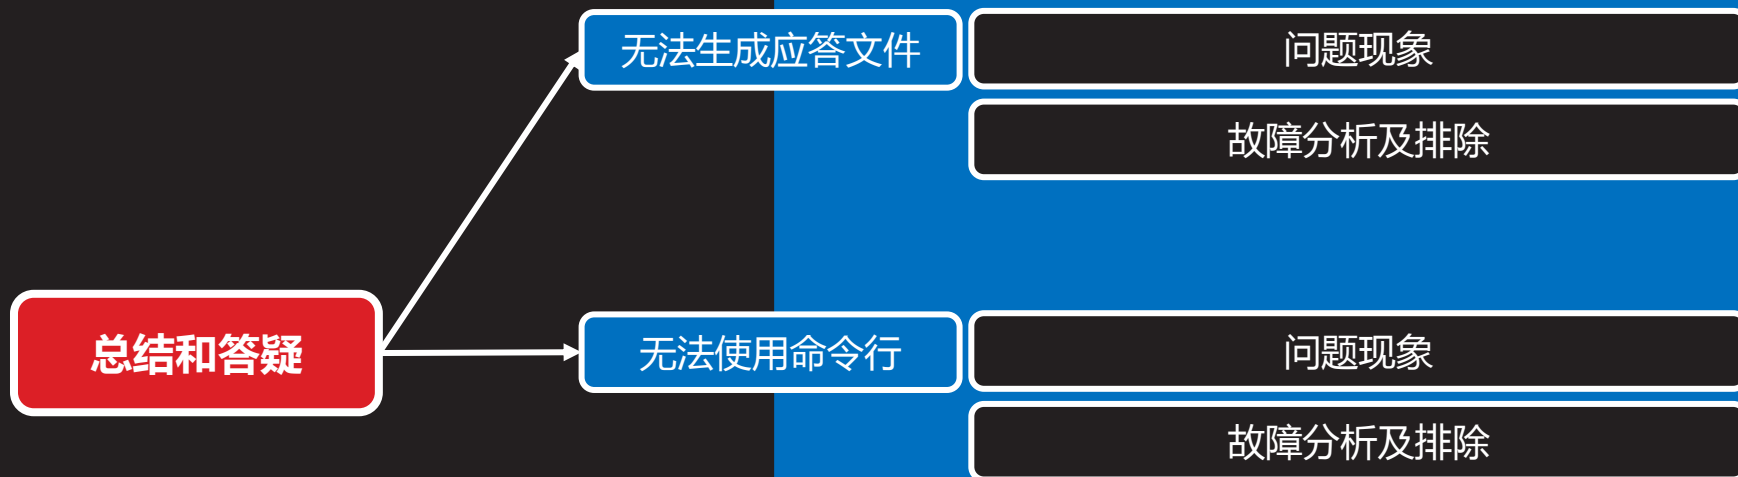 无法生成应答文件
问题现象
故障分析及排除
总结和答疑
无法使用命令行
问题现象
故障分析及排除